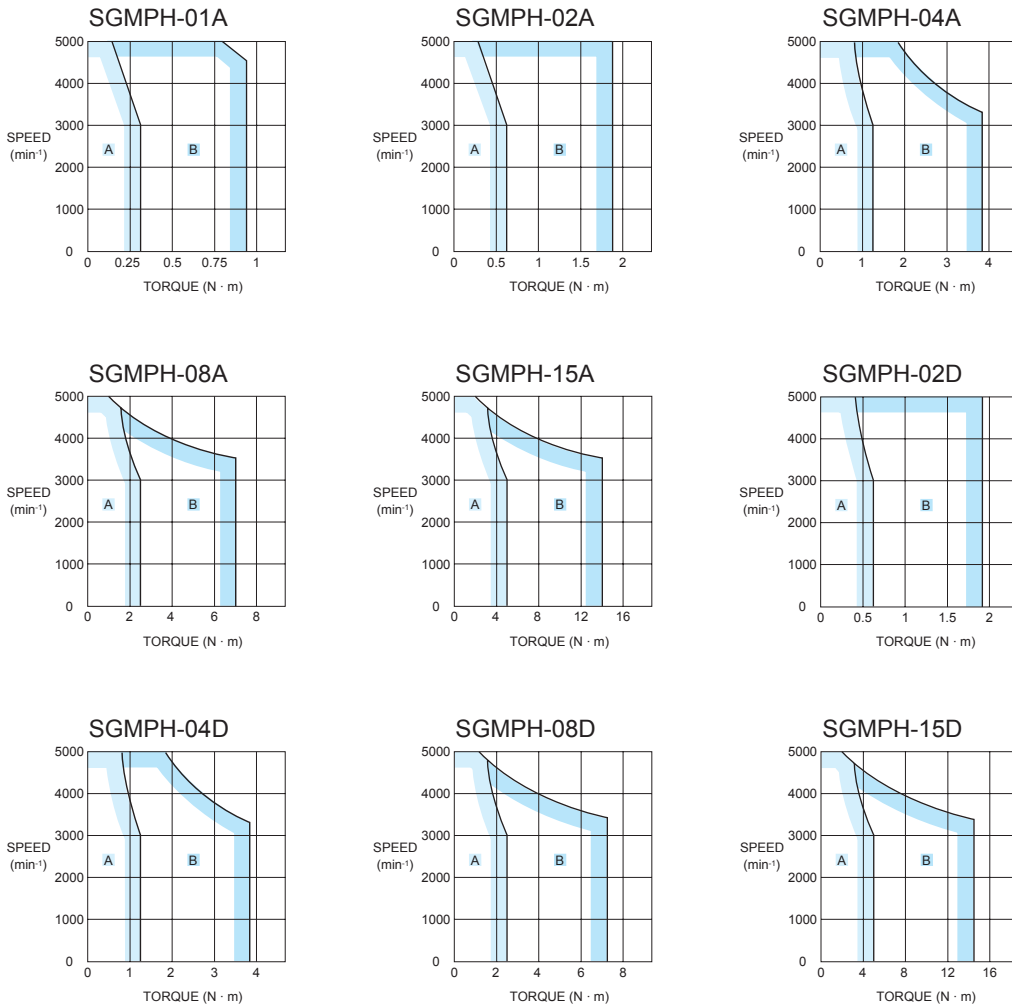 SGMPH-01A
5000
4000
3000
SPEED
(min-1)
2000
1000
0
A
B
0 0.25 0.5 0.75 1
TORQUE (N · m)
SGMPH-02A
5000
4000
3000
SPEED
(min-1)
2000
1000
0
A
B
0 0.5 1 1.5 2
TORQUE (N · m)
SGMPH-04A
5000
4000
3000
SPEED
(min-1)
2000
1000
0
A
B
0 1 2 3 4
TORQUE (N · m)
SGMPH-08A
5000
4000
3000
SPEED
(min-1)
2000
1000
0
A
B
0 2 4 6 8
TORQUE (N · m)
SGMPH-15A
5000
4000
3000
SPEED
(min-1)
2000
1000
0
A
B
0 4 8 12 16
TORQUE (N · m)
SGMPH-02D
5000
4000
3000
SPEED
(min-1)
2000
1000
0
A
B
0 0.5 1 1.5 2
TORQUE (N · m)
SGMPH-04D
5000
4000
3000
SPEED
(min-1)
2000
1000
0
A
B
0 1 2 3 4
TORQUE (N · m)
SGMPH-08D
5000
4000
3000
SPEED
(min-1)
2000
1000
0
A
B
0 2 4 6 8
TORQUE (N · m)
SGMPH-15D
5000
4000
3000
SPEED
(min-1)
2000
1000
0
A
B
0 4 8 12 16
TORQUE (N · m)